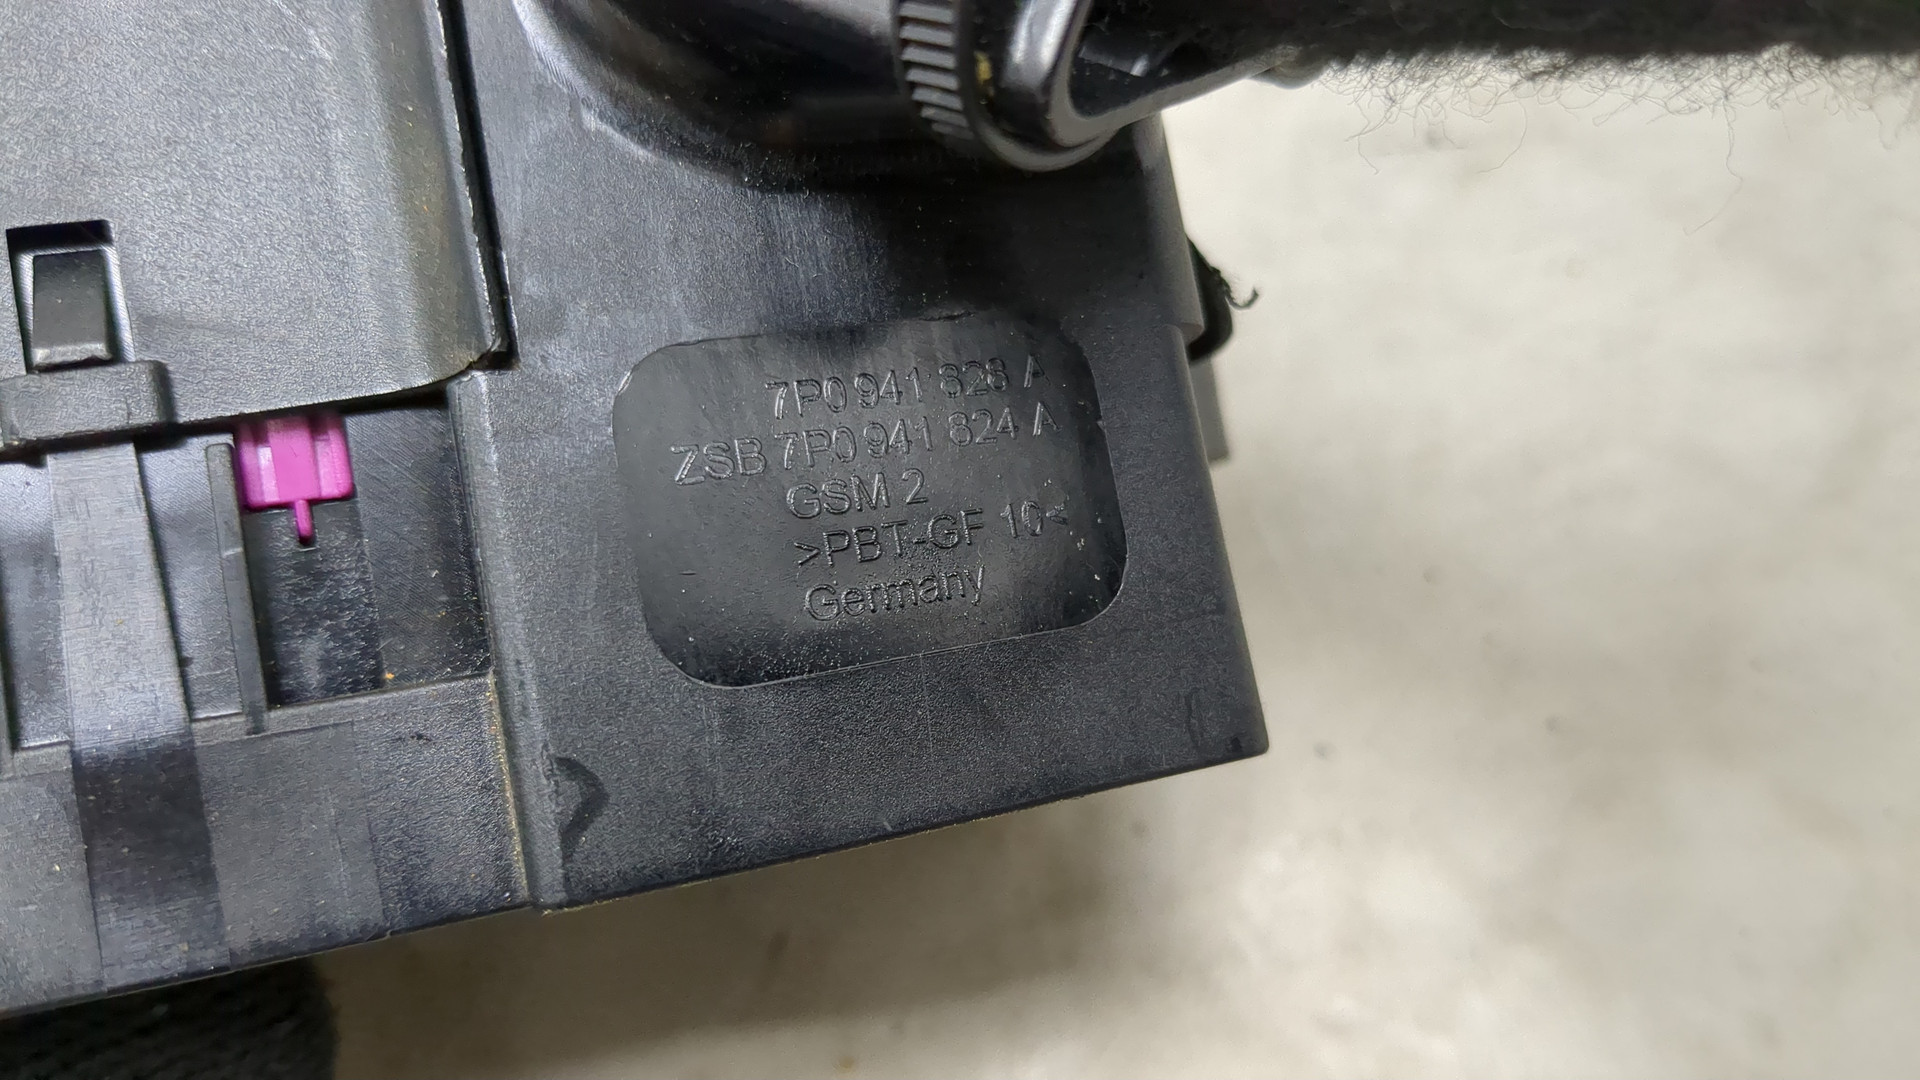 7P0 941 828 A
ZSB 7P0 941 824 A
GSM 2
>PBT-GF 10<
Germany